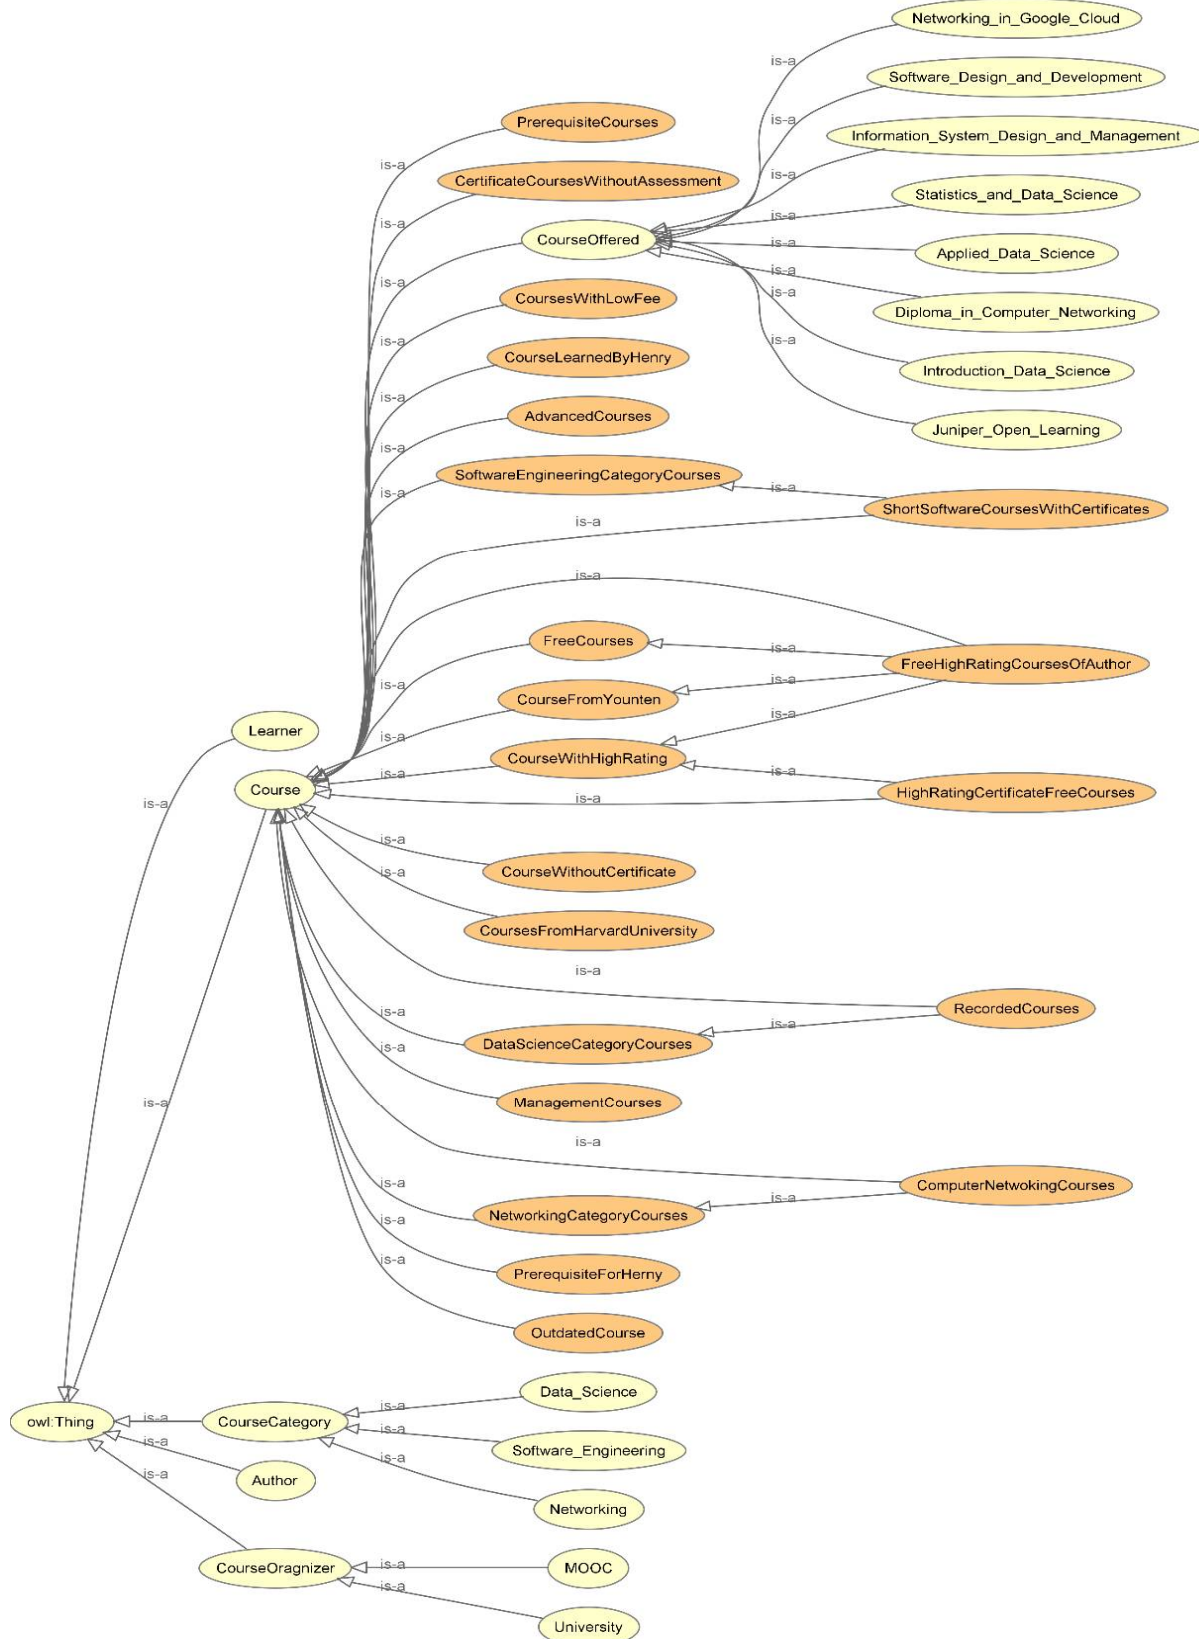 Networking_in_Google_Cloud
is-a
Software_Design_and_Development
is-a
PrerequisiteCourses
Information_System_Design_and_Management
is-a
is-a
CertificateCoursesWithoutAssessment
Statistics_and_Data_Science
is-a
is-a
CourseOffered
is-a
Applied_Data_Science
is-a
is-a
CoursesWithLowFee
is-a
Diploma_in_Computer_Networking
is-a
is-a
CourseLearnedByHenry
Introduction_Data_Science
is-a
AdvancedCourses
Juniper_Open_Learning
is-a
SoftwareEngineeringCategoryCourses
is-a
is-a
ShortSoftwareCoursesWithCertificates
is-a
is-a
FreeCourses
is-a
FreeHighRatingCoursesOfAuthor
is-a
CourseFromYounten
is-a
is-a
Learner
is-a
CourseWithHighRating
is-a
is-a
Course
is-a
HighRatingCertificateFreeCourses
is-a
is-a
CourseWithoutCertificate
is-a
CoursesFromHarvardUniversity
is-a
RecordedCourses
is-a
is-a
DataScienceCategoryCourses
is-a
ManagementCourses
is-a
is-a
ComputerNetwokingCourses
is-a
is-a
NetworkingCategoryCourses
is-a
PrerequisiteForHerny
is-a
OutdatedCourse
Data_Science
is-a
owl:Thing
is-a
CourseCategory
is-a
Software_Engineering
is-a
Author
is-a
Networking
CourseOragnizer
is-a
MOOC
is-a
University